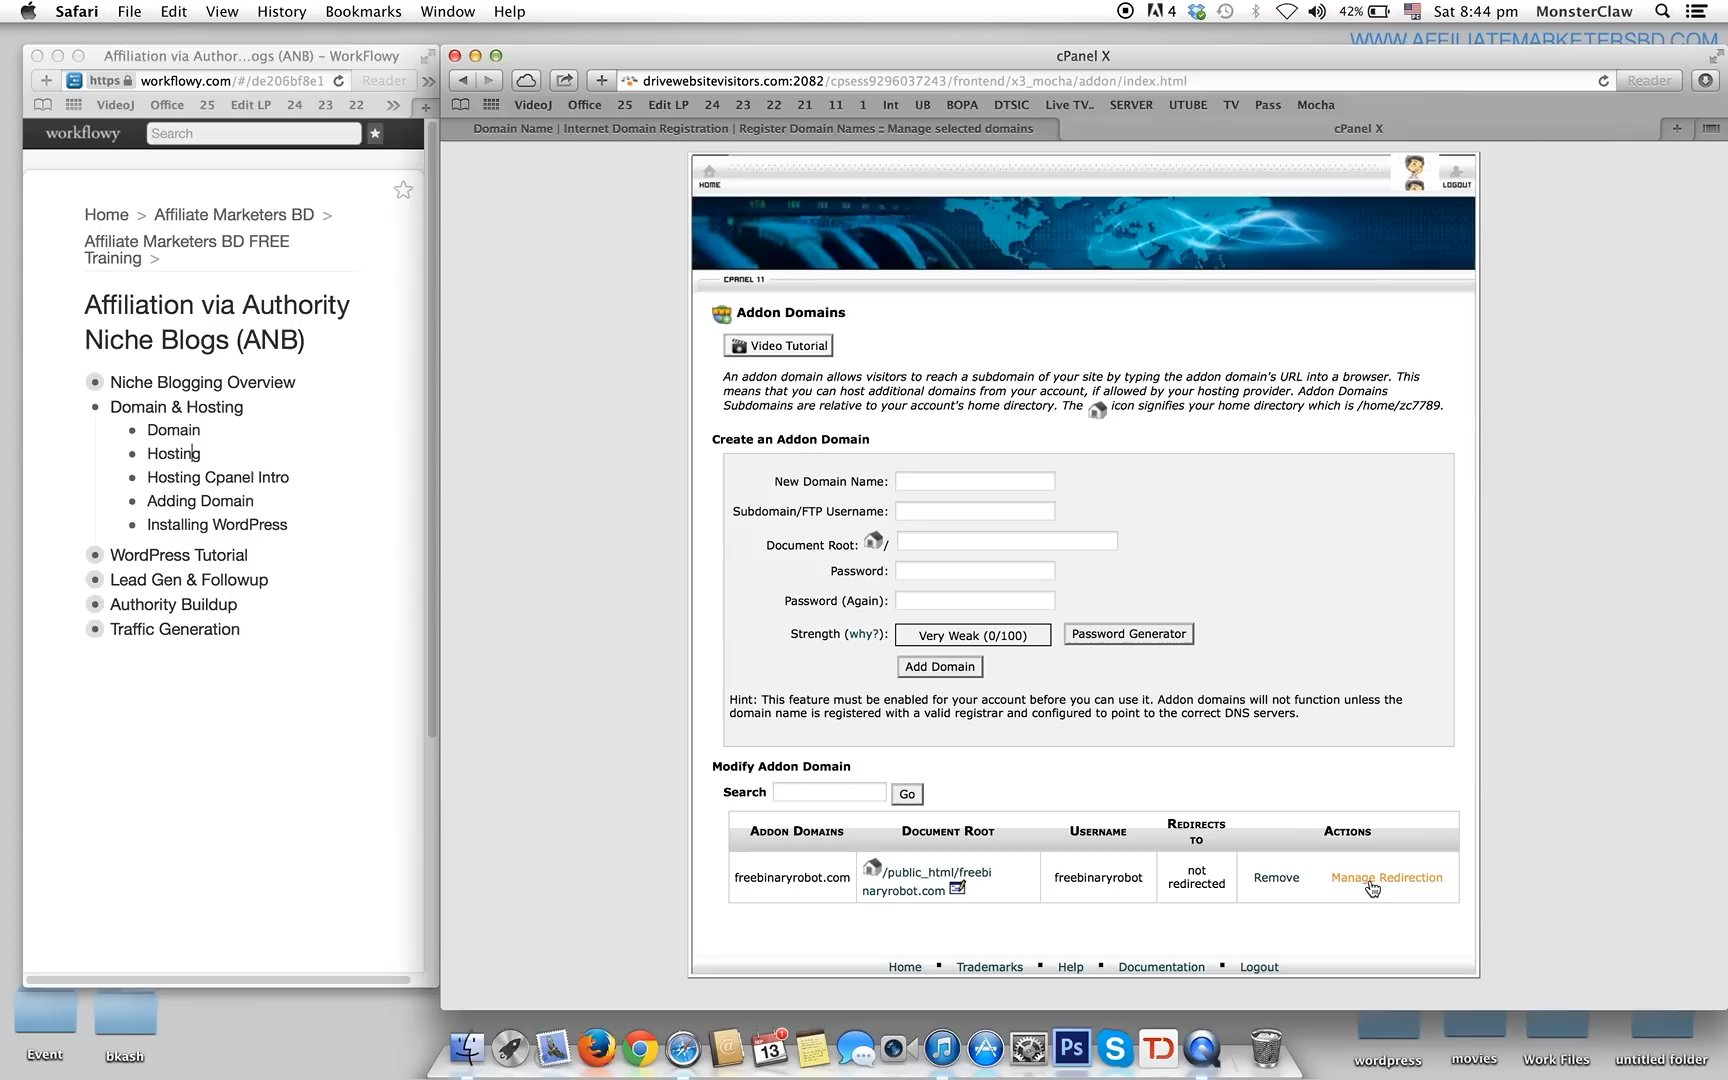 Safari File Edit View History Bookmarks Window Help
4 42% Sat 8:44 pm MonsterClaw
WWW.AFFILIATEMARKETERSBD.COM
Affiliation via Author...ogs (ANB) – WorkFlowy
https workflowy.com/#/de206bf8e1 Reader
VideoJ Office 25 Edit LP 24 23 22
workflowy Search
Home > Affiliate Marketers BD >
Affiliate Marketers BD FREE
Training >
Affiliation via Authority
Niche Blogs (ANB)
Niche Blogging Overview
Domain & Hosting
Domain
Hosting
Hosting Cpanel Intro
Adding Domain
Installing WordPress
WordPress Tutorial
Lead Gen & Followup
Authority Buildup
Traffic Generation
cPanel X
drivewebsitevisitors.com:2082/cpsess9296037243/frontend/x3_mocha/addon/index.html Reader
VideoJ Office 25 Edit LP 24 23 22 21 11 1 Int UB BOPA DTSIC Live TV.. SERVER UTUBE TV Pass Mocha
Domain Name | Internet Domain Registration | Register Domain Names :: Manage selected domains
cPanel X
HOME LOGOUT
CPANEL 11
Addon Domains
Video Tutorial
An addon domain allows visitors to reach a subdomain of your site by typing the addon domain's URL into a browser. This
means that you can host additional domains from your account, if allowed by your hosting provider. Addon Domains
Subdomains are relative to your account's home directory. The icon signifies your home directory which is /home/zc7789.
Create an Addon Domain
New Domain Name:
Subdomain/FTP Username:
Document Root: /
Password:
Password (Again):
Strength (why?): Very Weak (0/100) Password Generator
Add Domain
Hint: This feature must be enabled for your account before you can use it. Addon domains will not function unless the
domain name is registered with a valid registrar and configured to point to the correct DNS servers.
Modify Addon Domain
Search Go
Addon Domains Document Root Username Redirects to Actions
freebinaryrobot.com /public_html/freebi
naryrobot.com
freebinaryrobot
not
redirected
Remove Manage Redirection
Home Trademarks Help Documentation Logout
Event bkash
SEP 13 1
Ps
wordpress movies Work Files untitled folder